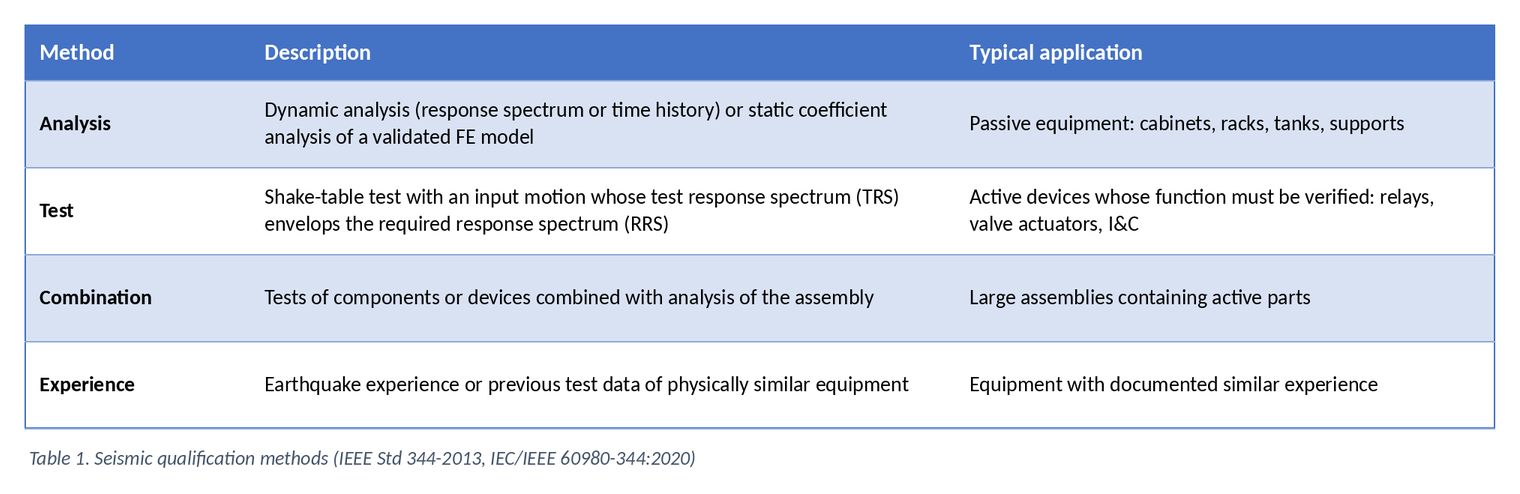 Method Description Typical application
Analysis
Dynamic analysis (response spectrum or time history) or static coefficient
analysis of a validated FE model
Passive equipment: cabinets, racks, tanks, supports
Test
Shake-table test with an input motion whose test response spectrum (TRS)
envelops the required response spectrum (RRS)
Active devices whose function must be verified: relays,
valve actuators, I&C
Combination
Tests of components or devices combined with analysis of the assembly
Large assemblies containing active parts
Experience
Earthquake experience or previous test data of physically similar equipment
Equipment with documented similar experience
Table 1. Seismic qualification methods (IEEE Std 344-2013, IEC/IEEE 60980-344:2020)